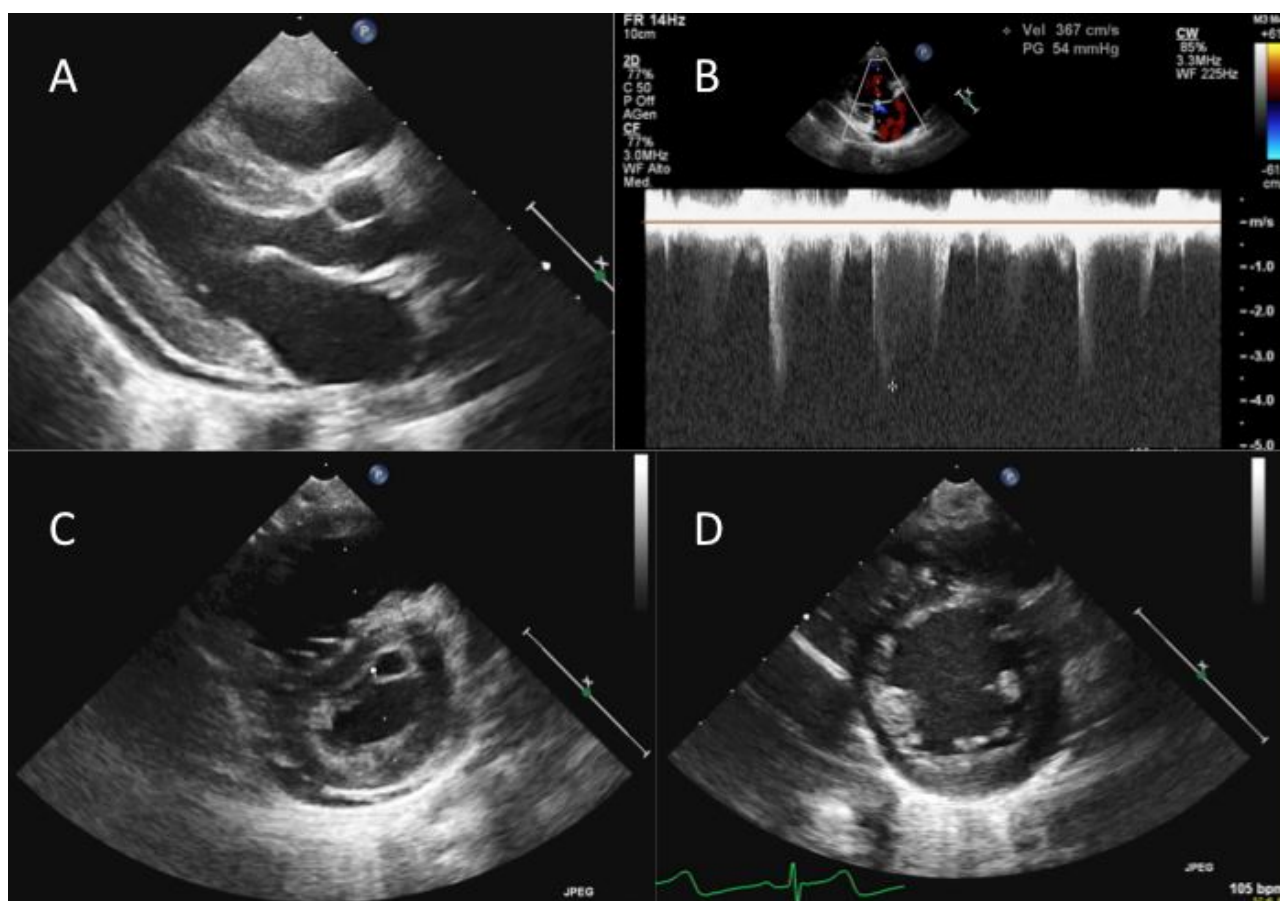 A
P
FR 14Hz
10cm
2D
77%
C 50
P Off
AGen
CF
77%
3.0MHz
WF Alto
Med
B
P
Vel 367 cm/s
PG 54 mmHg
CW
85%
3.3MHz
WF 225Hz
+61
-61
m/s
-1.0
-2.0
-3.0
-4.0
-5.0
C
P
JPEG
D
P
JPEG
105 bpm